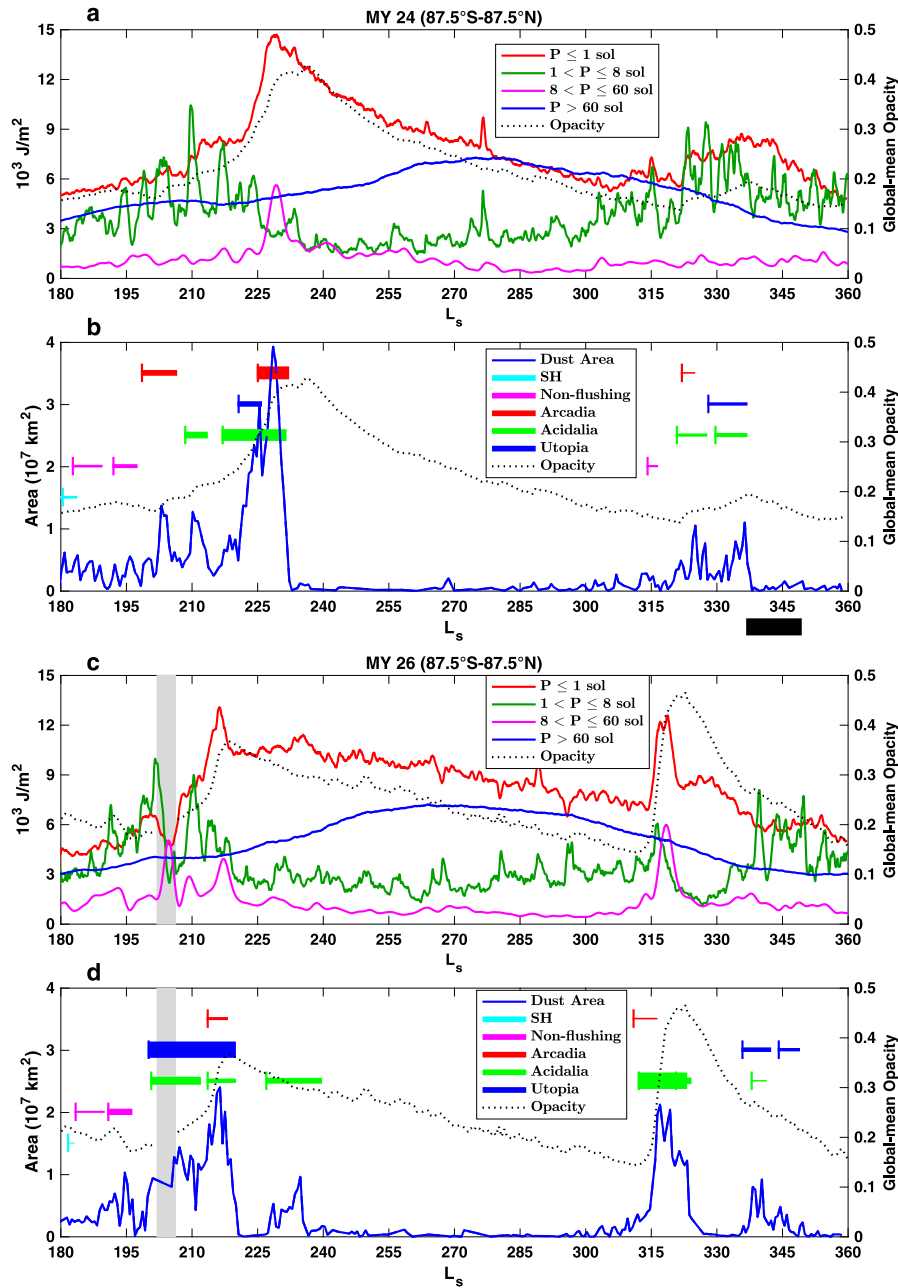 a
MY 24 (87.5°S-87.5°N)
15
12
9
6
3
0
10³ J/m²
P ≤ 1 sol
1 < P ≤ 8 sol
8 < P ≤ 60 sol
P > 60 sol
Opacity
0.5
0.4
0.3
0.2
0.1
0
Global-mean Opacity
180 195 210 225 240 255 270 285 300 315 330 345 360
Lₛ
b
4
3
2
1
0
Area (10⁷ km²)
Dust Area
SH
Non-flushing
Arcadia
Acidalia
Utopia
Opacity
0.5
0.4
0.3
0.2
0.1
0
Global-mean Opacity
180 195 210 225 240 255 270 285 300 315 330 345 360
Lₛ
c
MY 26 (87.5°S-87.5°N)
15
12
9
6
3
0
10³ J/m²
P ≤ 1 sol
1 < P ≤ 8 sol
8 < P ≤ 60 sol
P > 60 sol
Opacity
0.5
0.4
0.3
0.2
0.1
0
Global-mean Opacity
180 195 210 225 240 255 270 285 300 315 330 345 360
Lₛ
d
4
3
2
1
0
Area (10⁷ km²)
Dust Area
SH
Non-flushing
Arcadia
Acidalia
Utopia
Opacity
0.5
0.4
0.3
0.2
0.1
0
Global-mean Opacity
180 195 210 225 240 255 270 285 300 315 330 345 360
Lₛ